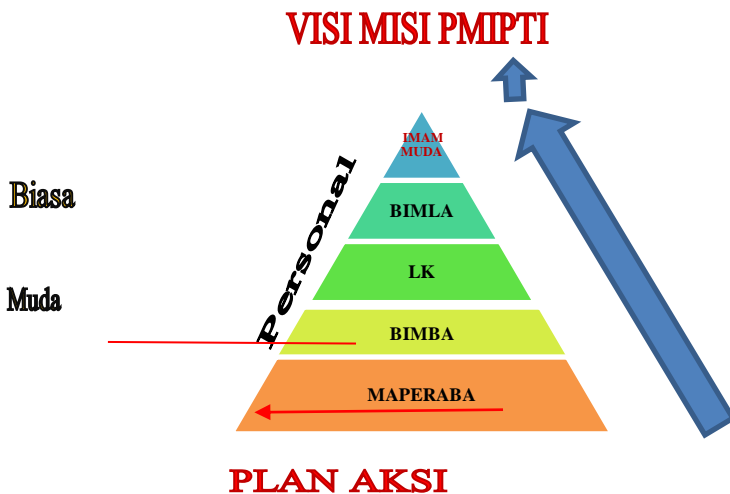 VISI MISI PMIPTI
IMAM
MUDA
Personal
Biasa
BIMLA
LK
Muda
BIMBA
MAPERABA
PLAN AKSI